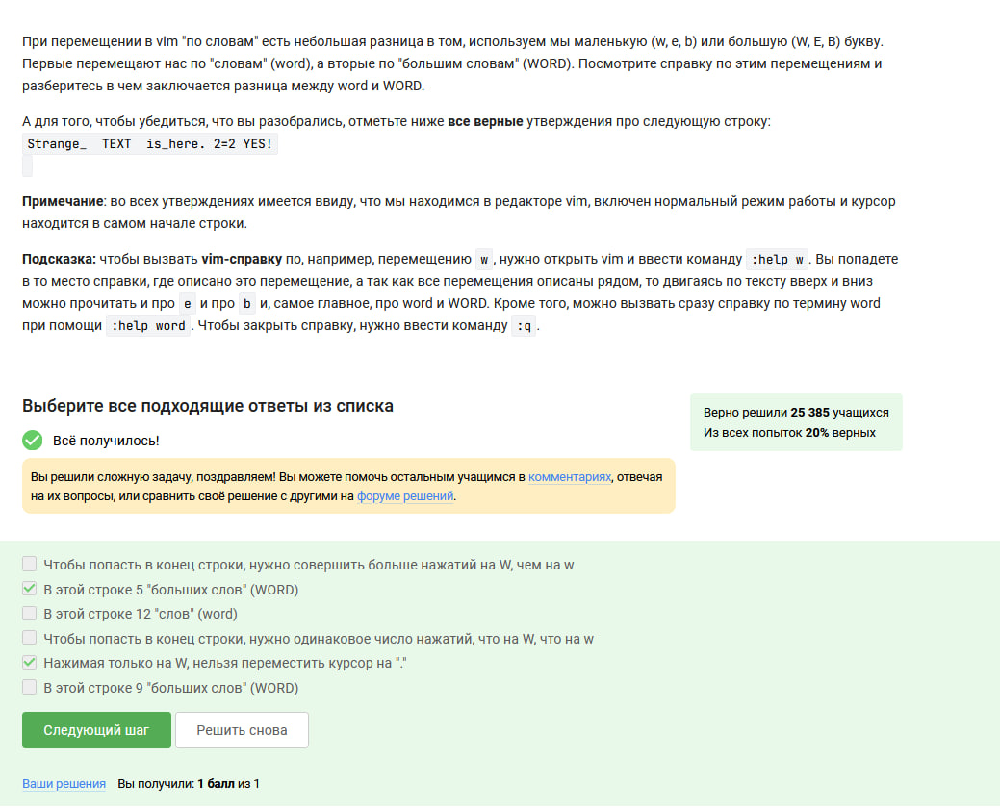 При перемещении в vim "по словам" есть небольшая разница в том, используем мы маленькую (w, e, b) или большую (W, E, B) букву.
Первые перемещают нас по "словам" (word), а вторые по "большим словам" (WORD). Посмотрите справку по этим перемещениям и
разберитесь в чем заключается разница между word и WORD.
А для того, чтобы убедиться, что вы разобрались, отметьте ниже все верные утверждения про следующую строку:
Strange_  TEXT  is_here. 2=2 YES!
Примечание: во всех утверждениях имеется ввиду, что мы находимся в редакторе vim, включен нормальный режим работы и курсор
находится в самом начале строки.
Подсказка: чтобы вызвать vim-справку по, например, перемещению w, нужно открыть vim и ввести команду :help w. Вы попадете
в то место справки, где описано это перемещение, а так как все перемещения описаны рядом, то двигаясь по тексту вверх и вниз
можно прочитать и про e и про b и, самое главное, про word и WORD. Кроме того, можно вызвать сразу справку по термину word
при помощи :help word. Чтобы закрыть справку, нужно ввести команду :q.
Выберите все подходящие ответы из списка
Верно решили 25 385 учащихся
Из всех попыток 20% верных
Всё получилось!
Вы решили сложную задачу, поздравляем! Вы можете помочь остальным учащимся в комментариях, отвечая
на их вопросы, или сравнить своё решение с другими на форуме решений.
Чтобы попасть в конец строки, нужно совершить больше нажатий на W, чем на w
В этой строке 5 "больших слов" (WORD)
В этой строке 12 "слов" (word)
Чтобы попасть в конец строки, нужно одинаковое число нажатий, что на W, что на w
Нажимая только на W, нельзя переместить курсор на "."
В этой строке 9 "больших слов" (WORD)
Следующий шаг
Решить снова
Ваши решения Вы получили: 1 балл из 1